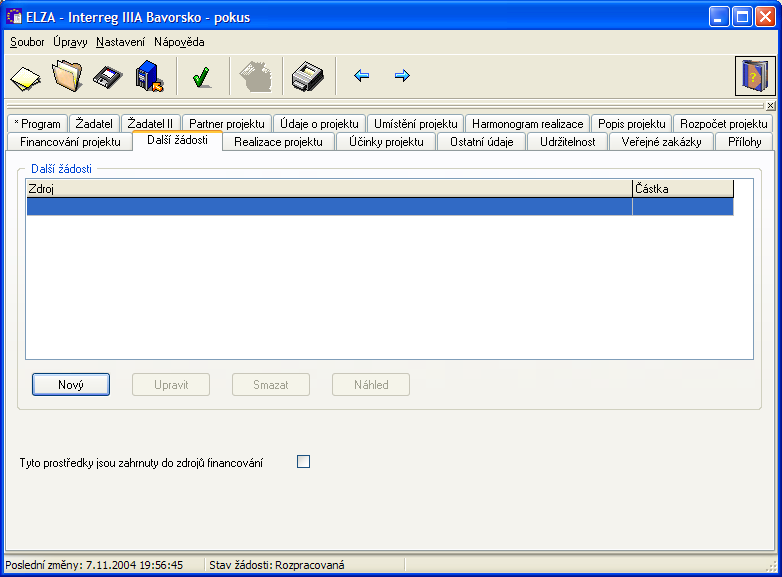 ELZA - Interreg IIIA Bavorsko - pokus
Soubor Úpravy Nastavení Nápověda
* Program Žadatel Žadatel II Partner projektu Údaje o projektu Umístění projektu Harmonogram realizace Popis projektu Rozpočet projektu
Financování projektu Další žádosti Realizace projektu Účinky projektu Ostatní údaje Udržitelnost Veřejné zakázky Přílohy
Další žádosti
Zdroj Částka
Nový Upravit Smazat Náhled
Tyto prostředky jsou zahrnuty do zdrojů financování
Poslední změny: 7.11.2004 19:56:45 Stav žádosti: Rozpracovaná